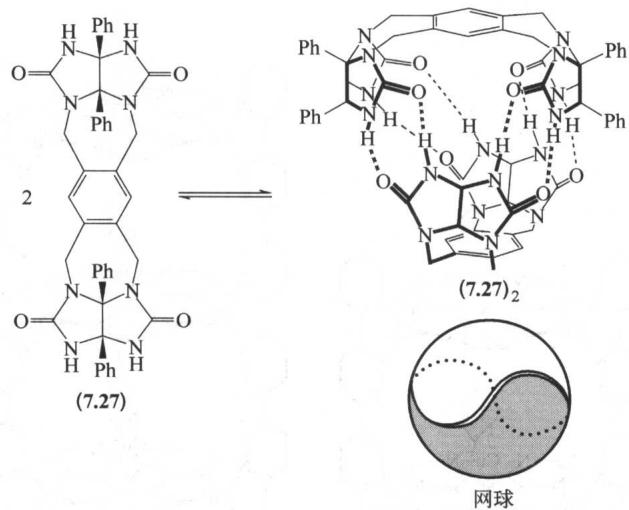 H Ph H
N N
O O
N N
Ph
2
Ph
N N
O O
N N
H Ph H
(7.27)
N N
Ph N O O N Ph
N O O N
Ph N H H N Ph
H H H H
H N O N N O
O N N O
N N N N
(7.27)₂
网球